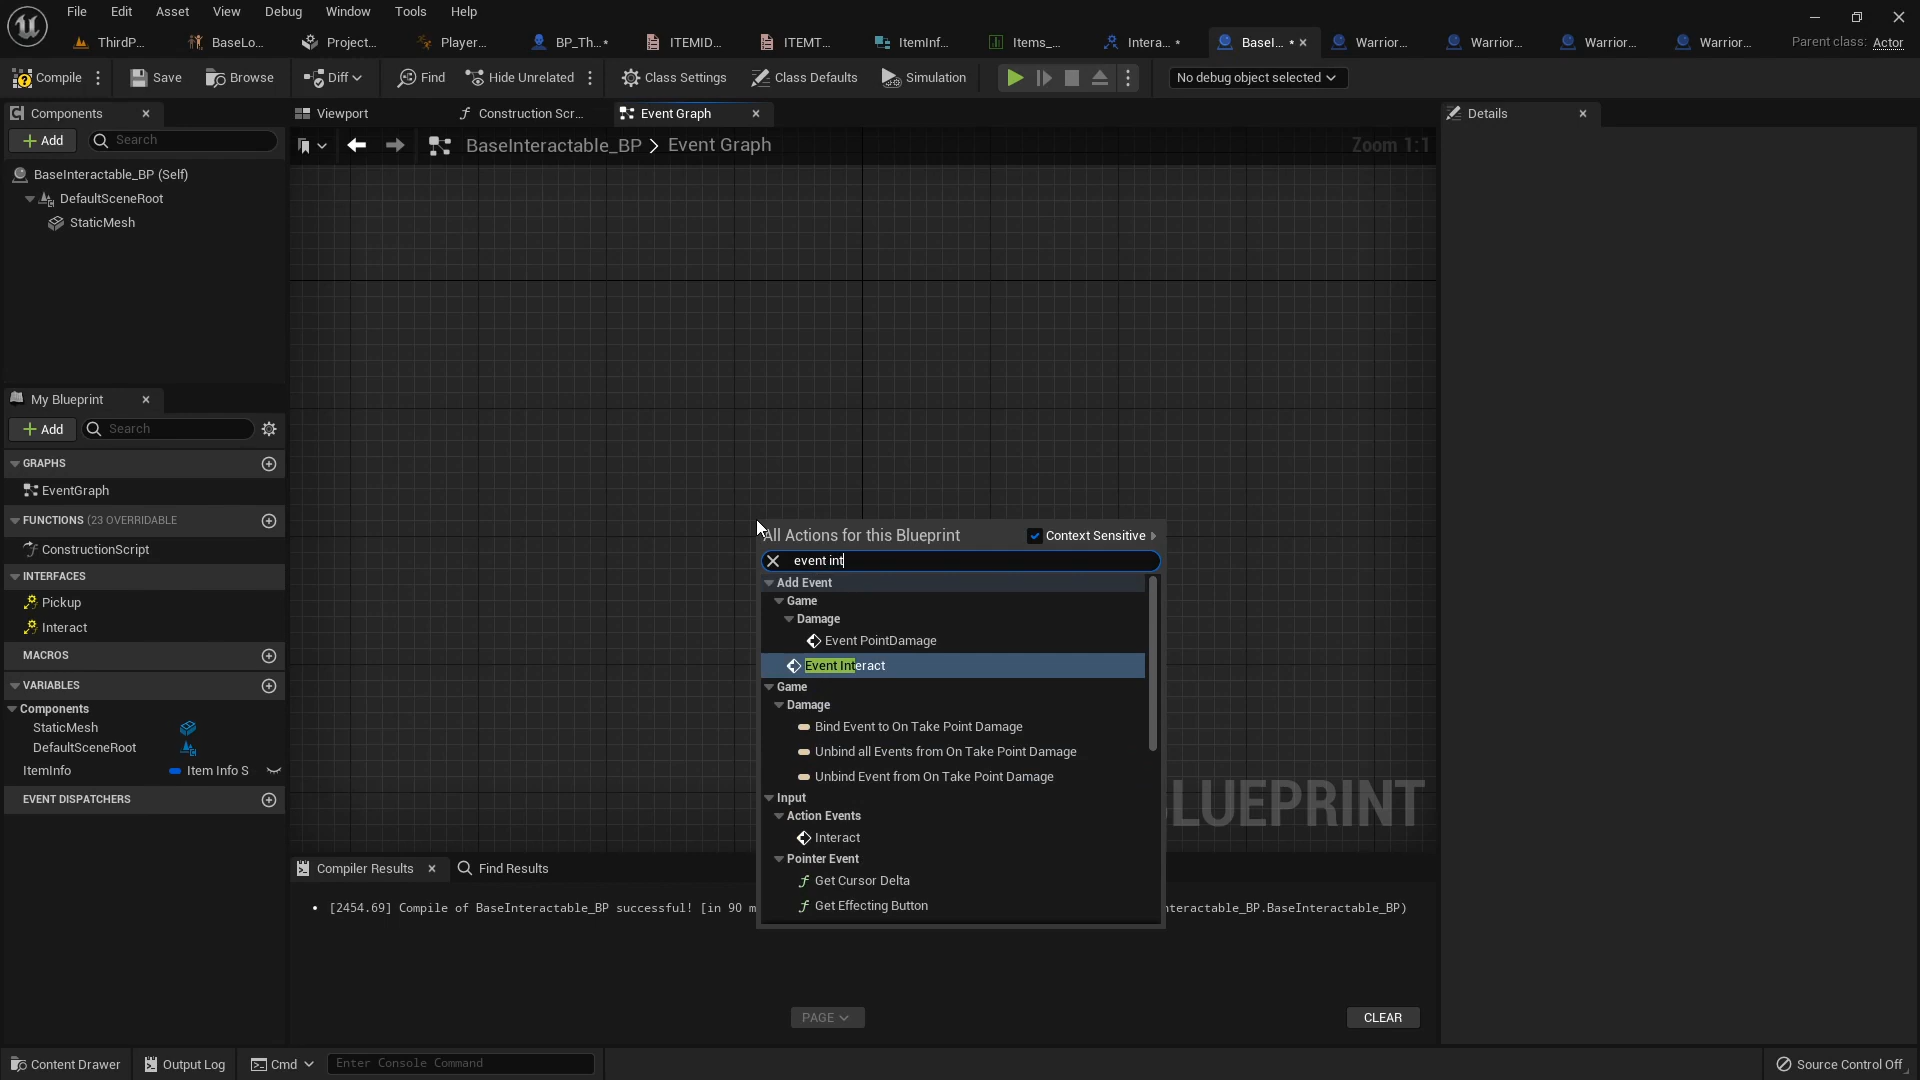 File Edit Asset View Debug Window Tools Help
ThirdP... BaseLo... Project... Player... BP_Th...* ITEMID... ITEMT... ItemInf... Items_... Intera... * BaseI... * Warrior... Warrior... Warrior... Warrior... Parent class: Actor
Compile Save Browse Diff Find Hide Unrelated Class Settings Class Defaults Simulation No debug object selected
Components
Viewport Construction Scr... Event Graph
Details
Add Search
BaseInteractable_BP > Event Graph
Zoom 1:1
BaseInteractable_BP (Self)
DefaultSceneRoot
StaticMesh
My Blueprint
Add Search
GRAPHS
EventGraph
FUNCTIONS (23 OVERRIDABLE
ConstructionScript
INTERFACES
Pickup
Interact
MACROS
VARIABLES
Components
StaticMesh
DefaultSceneRoot
ItemInfo Item Info S
EVENT DISPATCHERS
All Actions for this Blueprint Context Sensitive
event int
Add Event
Game
Damage
Event PointDamage
Event Interact
Game
Damage
Bind Event to On Take Point Damage
Unbind all Events from On Take Point Damage
Unbind Event from On Take Point Damage
Input
Action Events
Interact
Pointer Event
Get Cursor Delta
Get Effecting Button
LUEPRINT
Compiler Results Find Results
[2454.69] Compile of BaseInteractable_BP successful! [in 90 m nteractable_BP.BaseInteractable_BP)
PAGE CLEAR
Content Drawer Output Log Cmd Enter Console Command Source Control Off